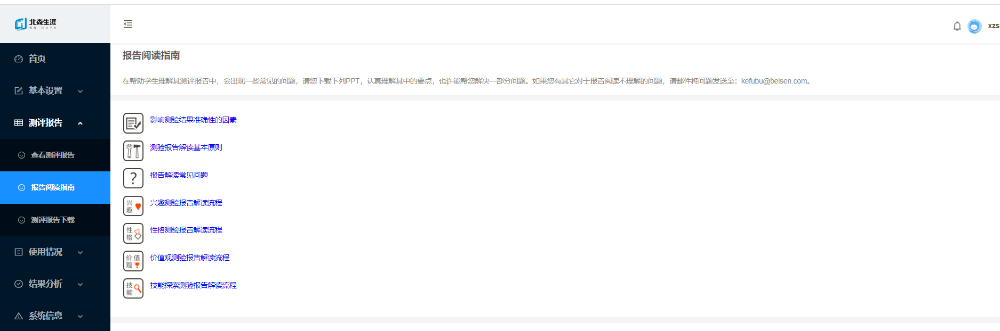 北森生涯
教育一体化平台
xzs
首页
基本设置
测评报告
查看测评报告
报告阅读指南
测评报告下载
使用情况
结果分析
系统信息
报告阅读指南
在帮助学生理解其测评报告中，会出现一些常见的问题，请您下载下列PPT，认真理解其中的要点，也许能帮您解决一部分问题。如果您有其它对于报告阅读不理解的问题，请邮件将问题发送至：kefubu@beisen.com。
影响测验结果准确性的因素
测验报告解读基本原则
?
报告解读常见问题
兴趣
兴趣测验报告解读流程
性格
性格测验报告解读流程
价值观
价值观测验报告解读流程
技能
技能探索测验报告解读流程